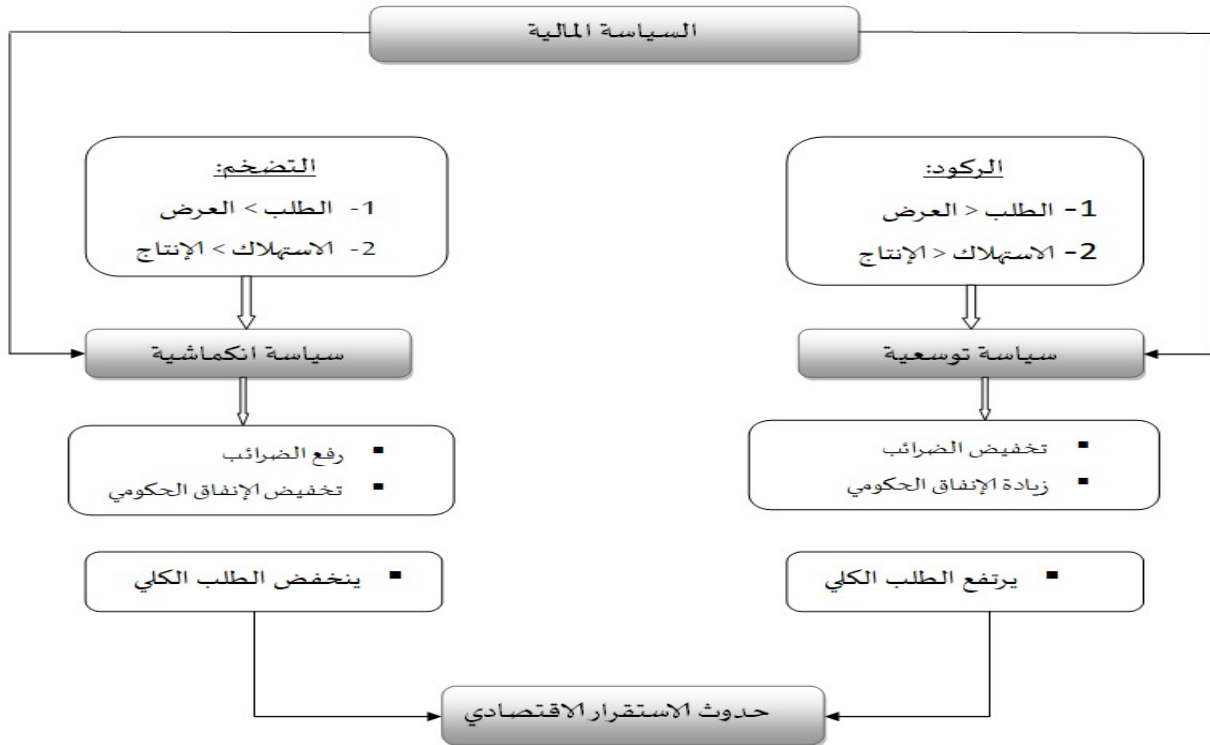 السياسة المالية
الركود:
1- الطلب < العرض
2- الاستهلاك < الإنتاج
التضخم:
1- الطلب > العرض
2- الاستهلاك > الإنتاج
سياسة توسعية
سياسة انكماشية
▪ تخفيض الضرائب
▪ زيادة الإنفاق الحكومي
▪ رفع الضرائب
▪ تخفيض الإنفاق الحكومي
▪ يرتفع الطلب الكلي
▪ ينخفض الطلب الكلي
حدوث الاستقرار الاقتصادي